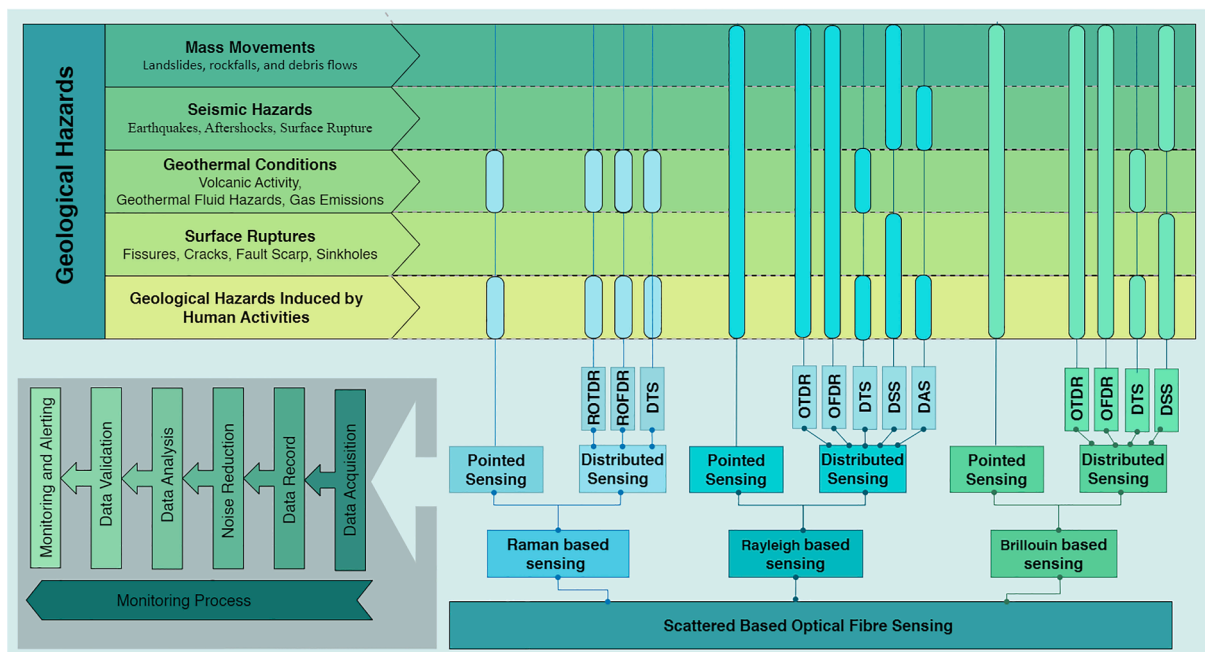 Geological Hazards
Mass Movements
Landslides, rockfalls, and debris flows
Seismic Hazards
Earthquakes, Aftershocks, Surface Rupture
Geothermal Conditions
Volcanic Activity,
Geothermal Fluid Hazards, Gas Emissions
Surface Ruptures
Fissures, Cracks, Fault Scarp, Sinkholes
Geological Hazards Induced by
Human Activities
ROTDR
ROFDR
DTS
OTDR
OFDR
DTS
DSS
DAS
OTDR
OFDR
DTS
DSS
Pointed
Sensing
Distributed
Sensing
Pointed
Sensing
Distributed
Sensing
Pointed
Sensing
Distributed
Sensing
Raman based
sensing
Rayleigh based
sensing
Brillouin based
sensing
Scattered Based Optical Fibre Sensing
Monitoring and Alerting
Data Validation
Data Analysis
Noise Reduction
Data Record
Data Acquisition
Monitoring Process